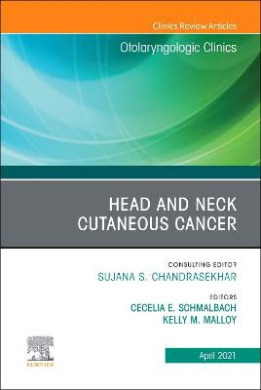 Clinics Review Articles
Otolaryngologic Clinics
HEAD AND NECK
CUTANEOUS CANCER
CONSULTING EDITOR
SUJANA S. CHANDRASEKHAR
EDITORS
CECELIA E. SCHMALBACH
KELLY M. MALLOY
ELSEVIER
April 2021